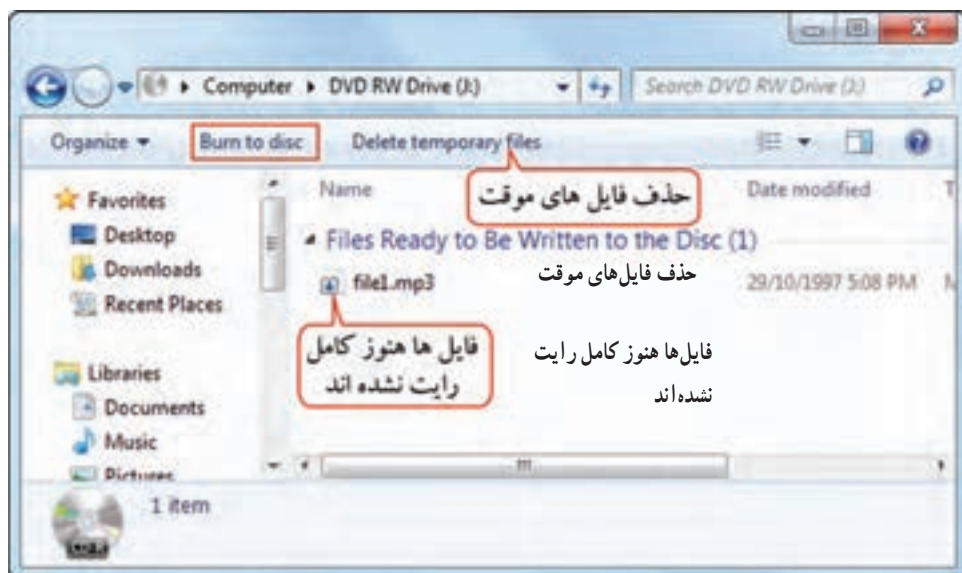 Computer ▸ DVD RW Drive (J:)
Search DVD RW Drive (J:)
Organize
Burn to disc
Delete temporary files
Favorites
Desktop
Downloads
Recent Places
Libraries
Documents
Music
Pictures
Name
Date modified
T
حذف فایل های موقت
Files Ready to Be Written to the Disc (1)
file1.mp3
حذف فایل‌های موقت
29/10/1997 5:08 PM
فایل ها هنوز کامل
رایت نشده اند
فایل‌ها هنوز کامل رایت
نشده‌اند
1 item